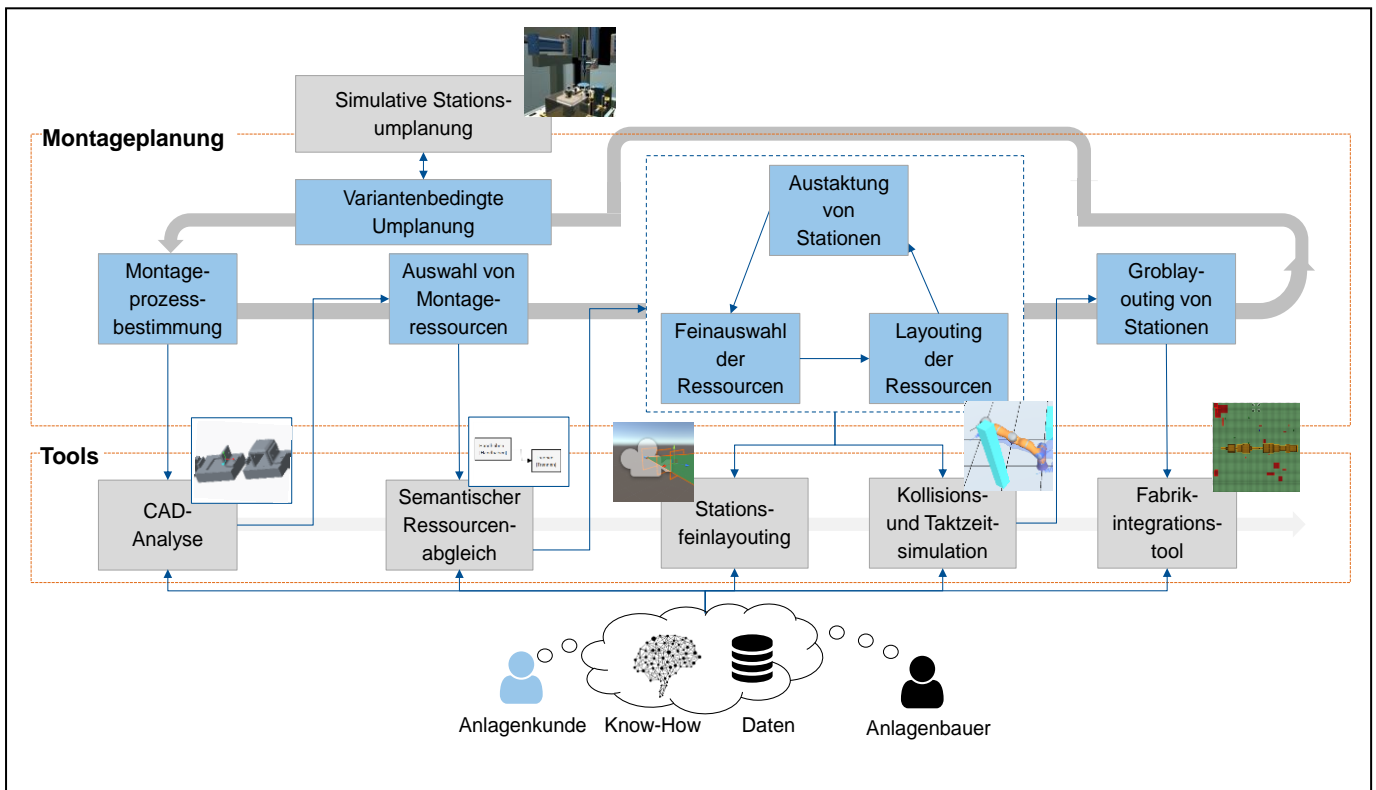 Simulative Stations-
umplanung
Montageplanung
Variantenbedingte
Umplanung
Austaktung
von
Stationen
Montage-
prozess-
bestimmung
Auswahl von
Montage-
ressourcen
Groblay-
outing von
Stationen
Feinauswahl
der
Ressourcen
Layouting
der
Ressourcen
Tools
CAD-
Analyse
Semantischer
Ressourcen-
abgleich
Stations-
feinlayouting
Kollisions-
und Taktzeit-
simulation
Fabrik-
integrations-
tool
Anlagenkunde
Know-How
Daten
Anlagenbauer